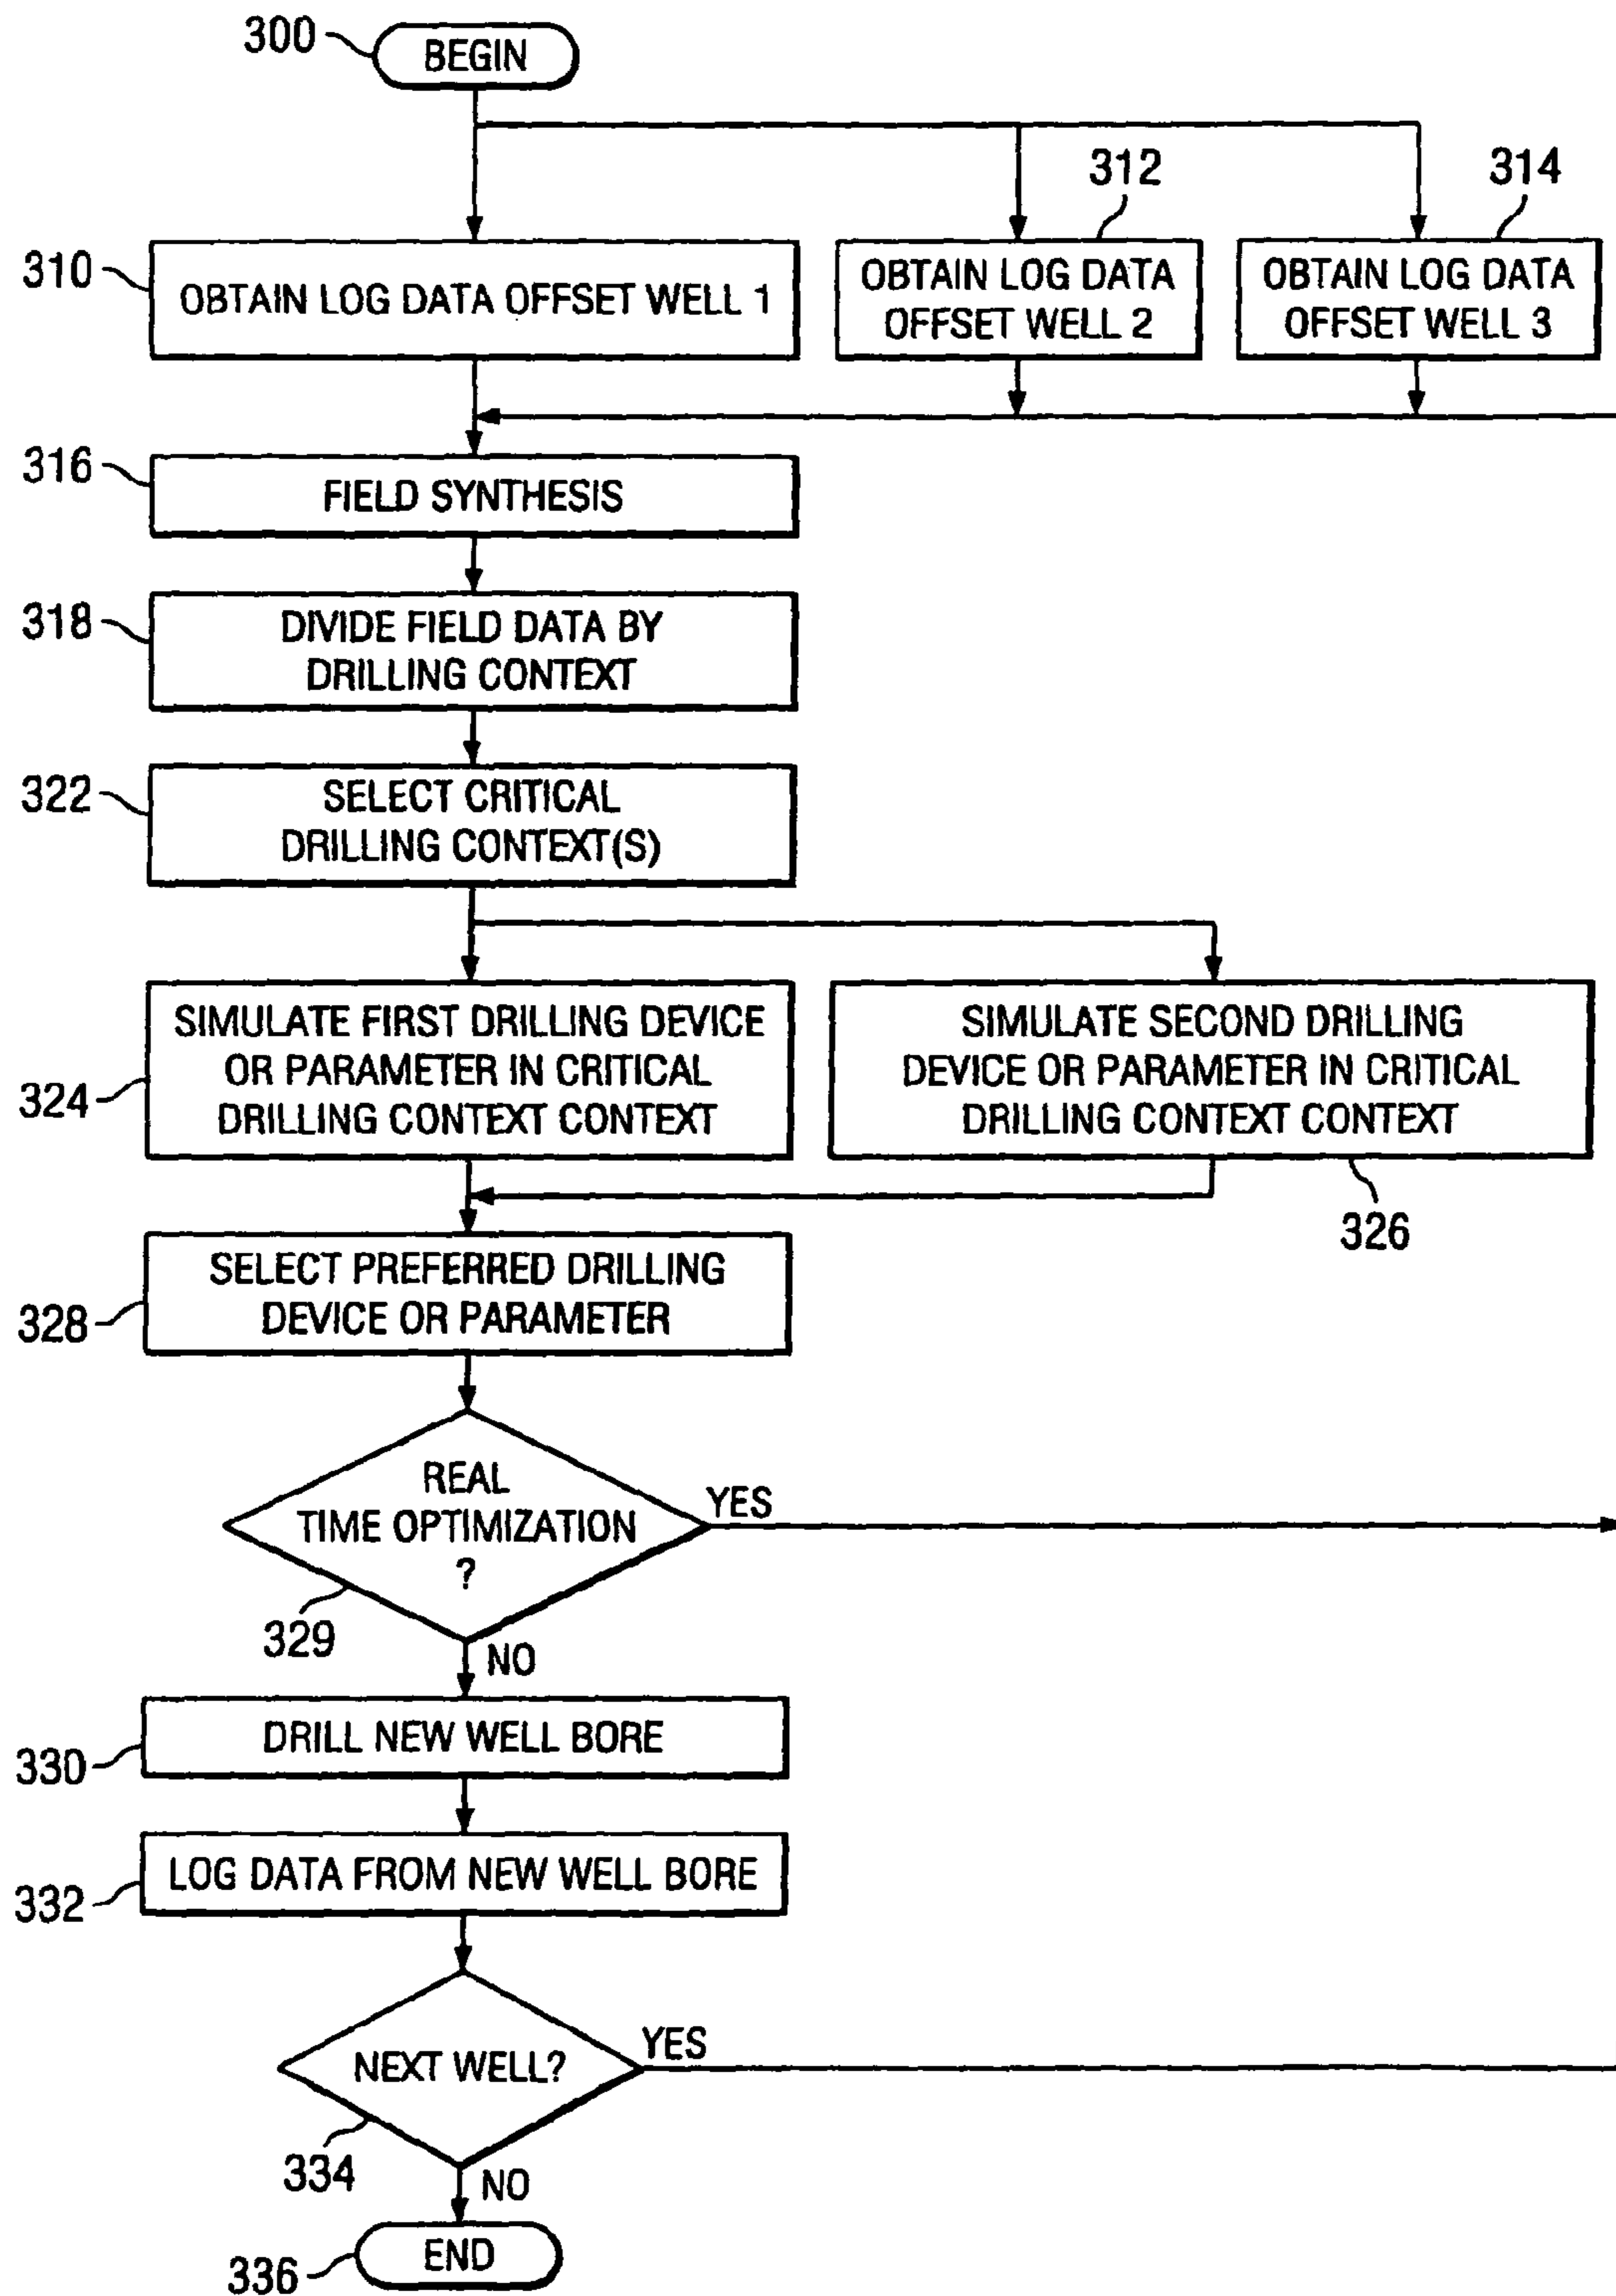 300
BEGIN
312
314
310
OBTAIN LOG DATA OFFSET WELL 1
OBTAIN LOG DATA
OFFSET WELL 2
OBTAIN LOG DATA
OFFSET WELL 3
316
FIELD SYNTHESIS
318
DIVIDE FIELD DATA BY
DRILLING CONTEXT
322
SELECT CRITICAL
DRILLING CONTEXT(S)
324
SIMULATE FIRST DRILLING DEVICE
OR PARAMETER IN CRITICAL
DRILLING CONTEXT CONTEXT
SIMULATE SECOND DRILLING
DEVICE OR PARAMETER IN CRITICAL
DRILLING CONTEXT CONTEXT
326
328
SELECT PREFERRED DRILLING
DEVICE OR PARAMETER
REAL
TIME OPTIMIZATION
?
YES
329
NO
330
DRILL NEW WELL BORE
332
LOG DATA FROM NEW WELL BORE
NEXT WELL?
YES
334
NO
336
END